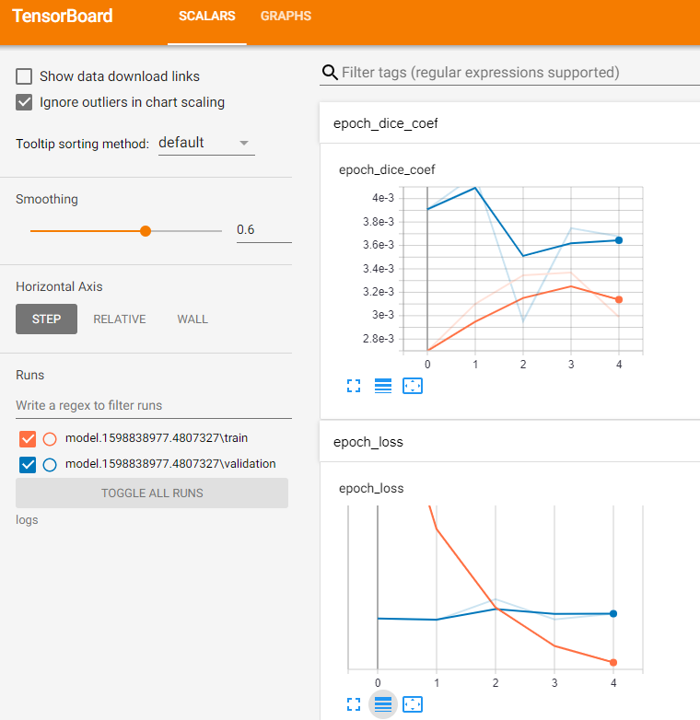 TensorBoard SCALARS GRAPHS
Show data download links
Ignore outliers in chart scaling
Tooltip sorting method: default
Smoothing
0.6
Horizontal Axis
STEP RELATIVE WALL
Runs
Write a regex to filter runs
model.1598838977.4807327\train
model.1598838977.4807327\validation
TOGGLE ALL RUNS
logs
Filter tags (regular expressions supported)
epoch_dice_coef
epoch_dice_coef
4e-3
3.8e-3
3.6e-3
3.4e-3
3.2e-3
3e-3
2.8e-3
0 1 2 3 4
epoch_loss
epoch_loss
0 1 2 3 4